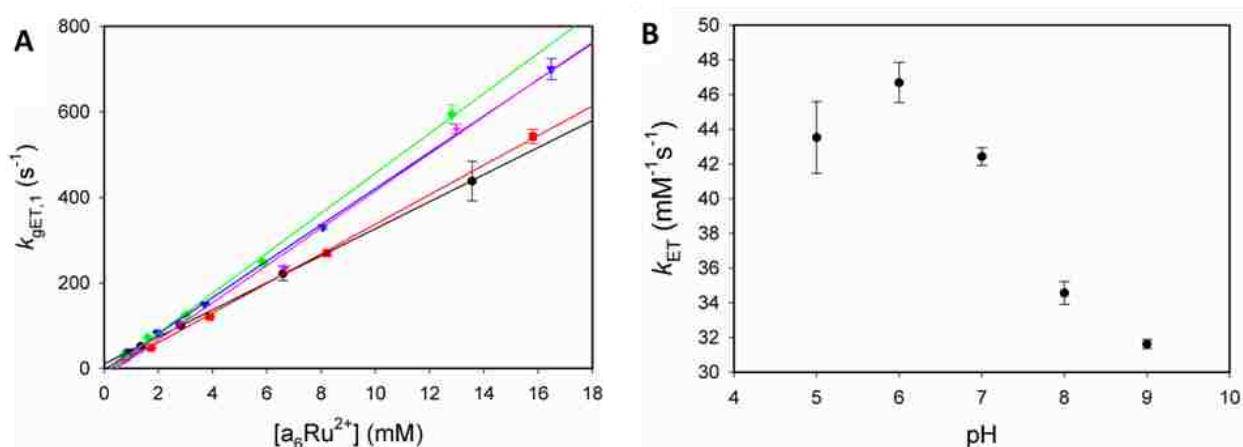 A
800
600
400
200
0
k_gET,1 (s⁻¹)
0 2 4 6 8 10 12 14 16 18
[a₆Ru²⁺] (mM)
B
50
48
46
44
42
40
38
36
34
32
30
k_ET (mM⁻¹s⁻¹)
4 5 6 7 8 9 10
pH